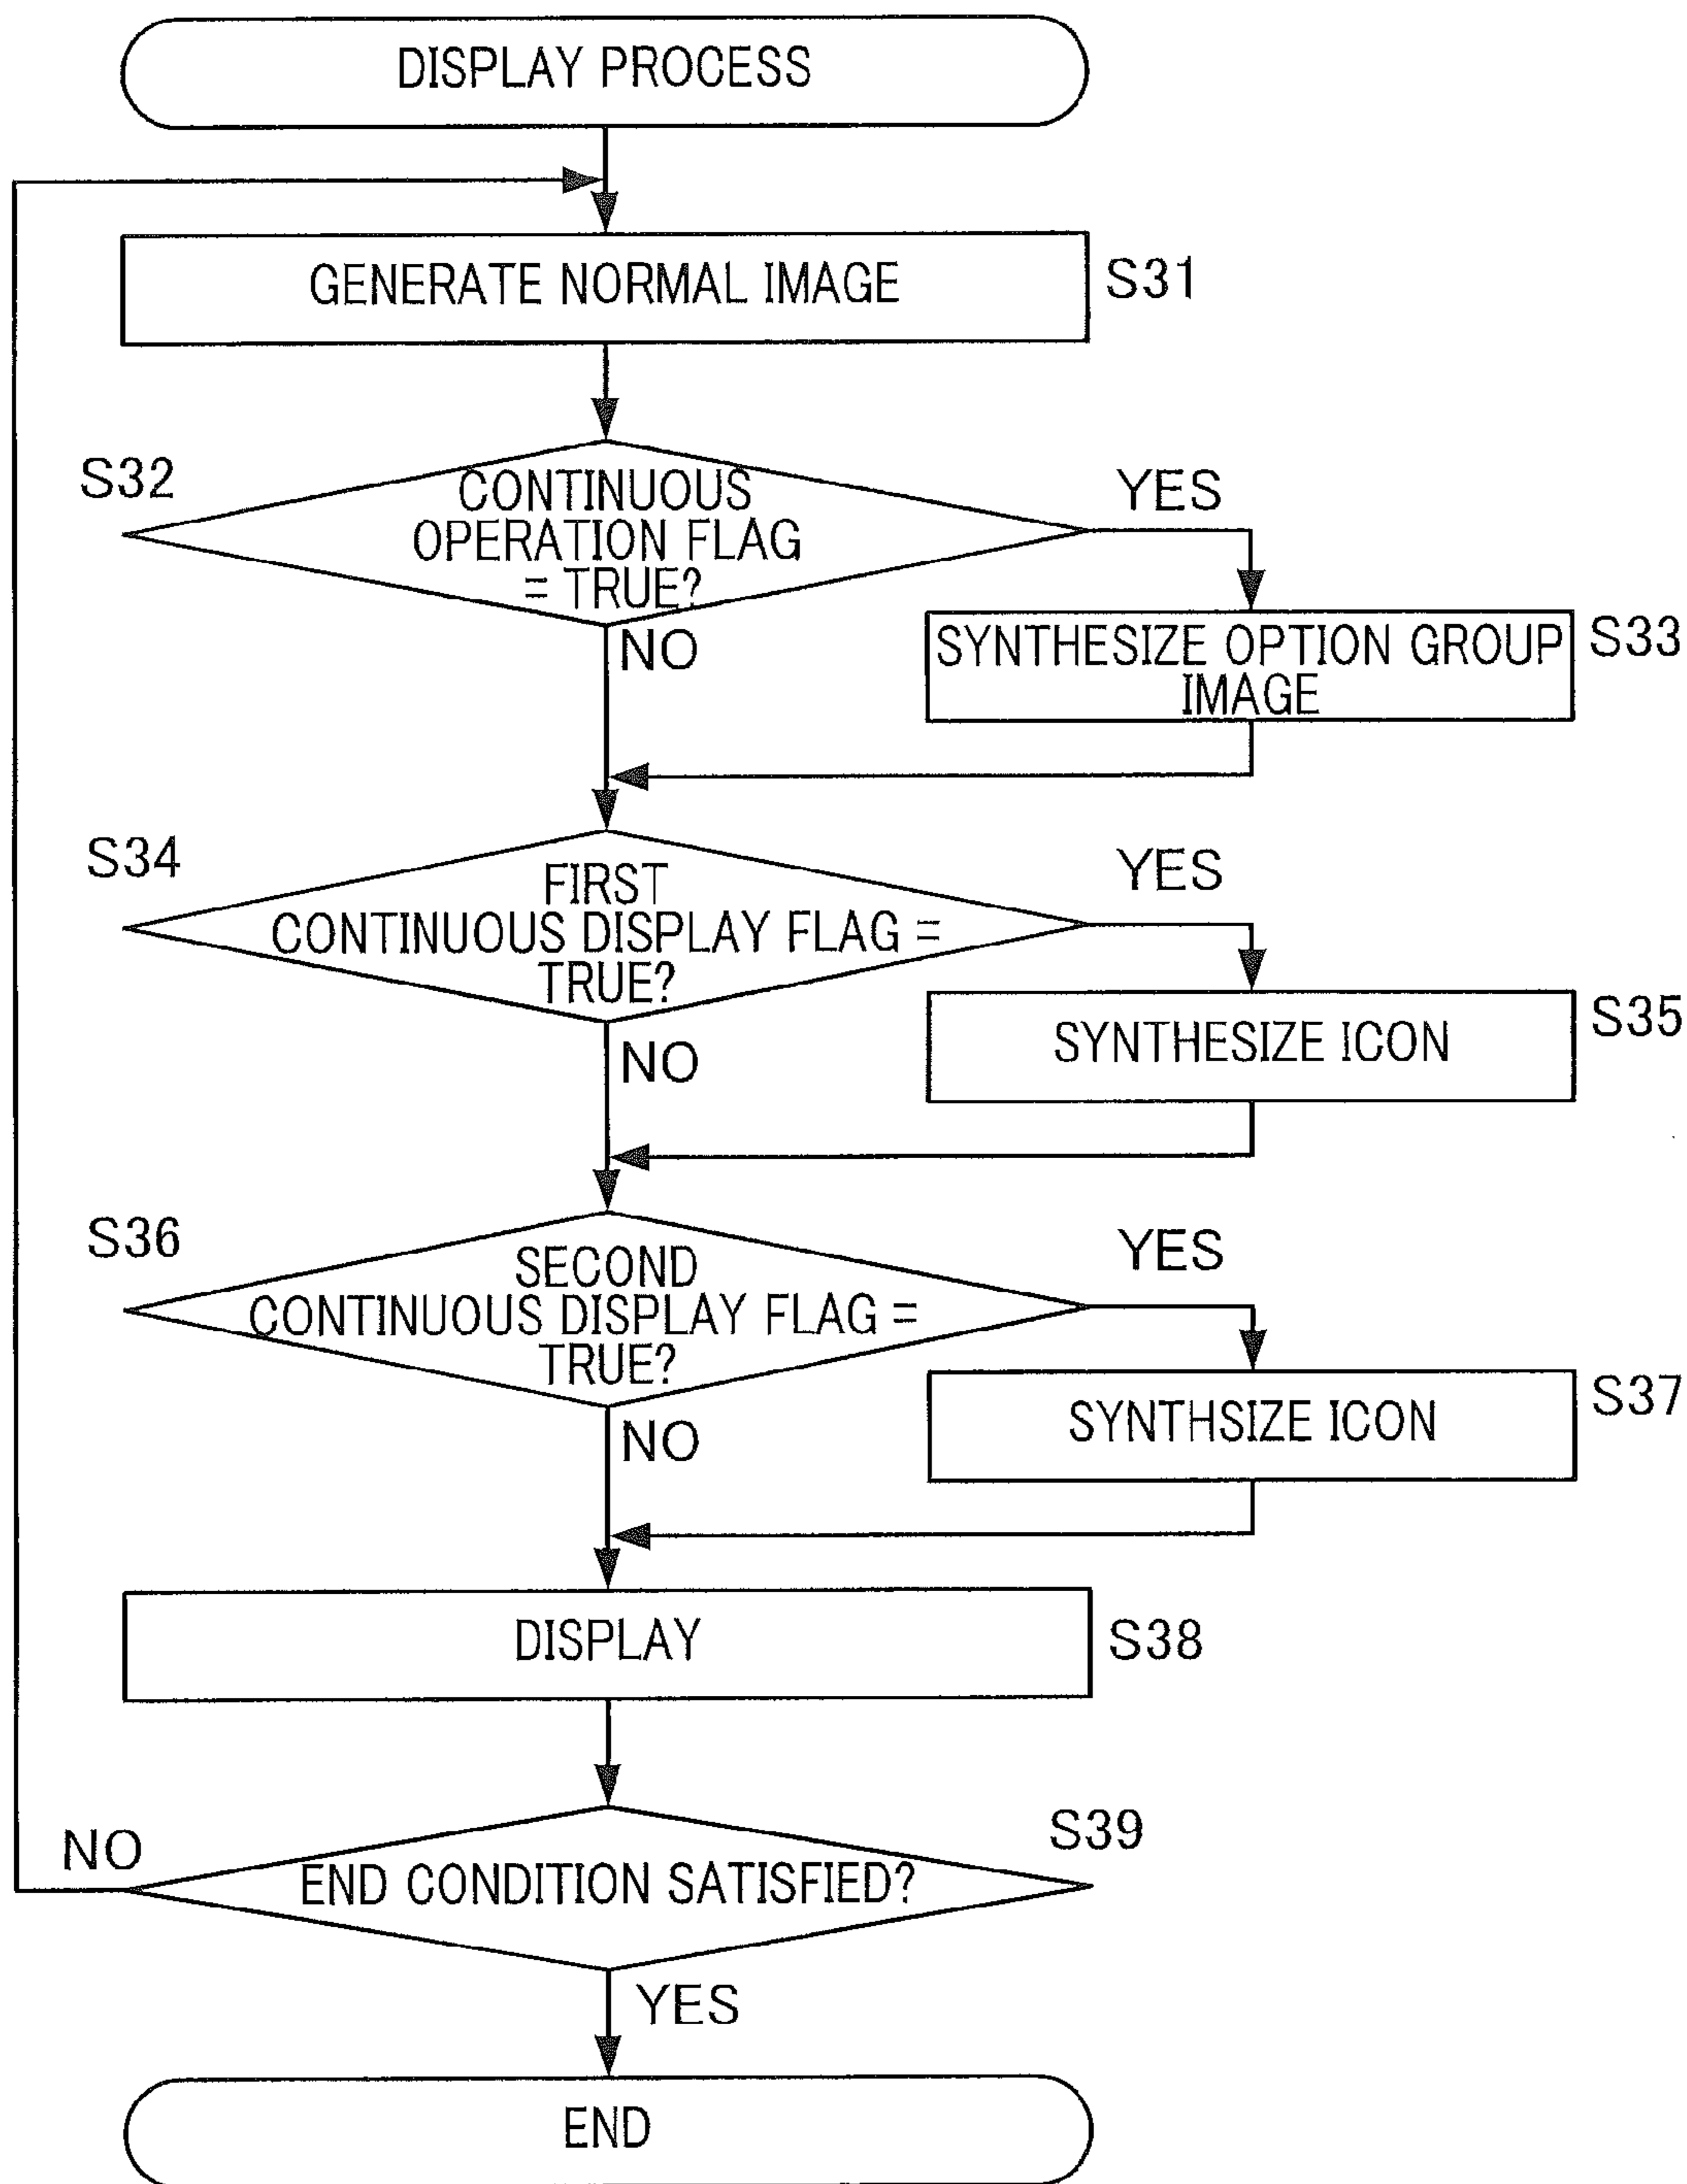 DISPLAY PROCESS
GENERATE NORMAL IMAGE
S31
S32
CONTINUOUS
OPERATION FLAG
= TRUE?
YES
NO
SYNTHESIZE OPTION GROUP
IMAGE
S33
S34
FIRST
CONTINUOUS DISPLAY FLAG =
TRUE?
YES
NO
SYNTHESIZE ICON
S35
S36
SECOND
CONTINUOUS DISPLAY FLAG =
TRUE?
YES
NO
SYNTHSIZE ICON
S37
DISPLAY
S38
NO
END CONDITION SATISFIED?
S39
YES
END